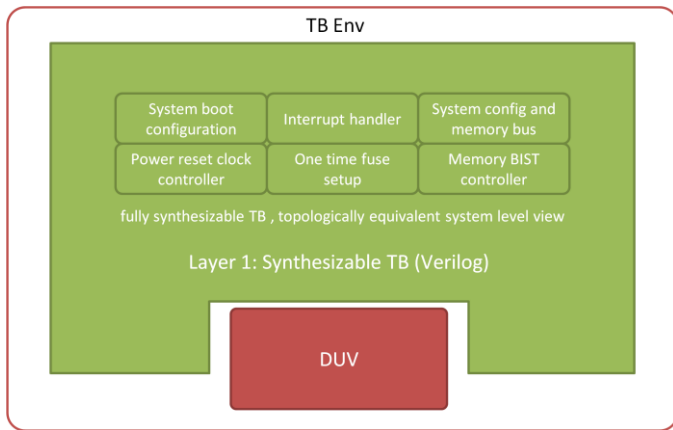 TB Env
System boot
configuration
Interrupt handler
System config and
memory bus
Power reset clock
controller
One time fuse
setup
Memory BIST
controller
fully synthesizable TB , topologically equivalent system level view
Layer 1: Synthesizable TB (Verilog)
DUV